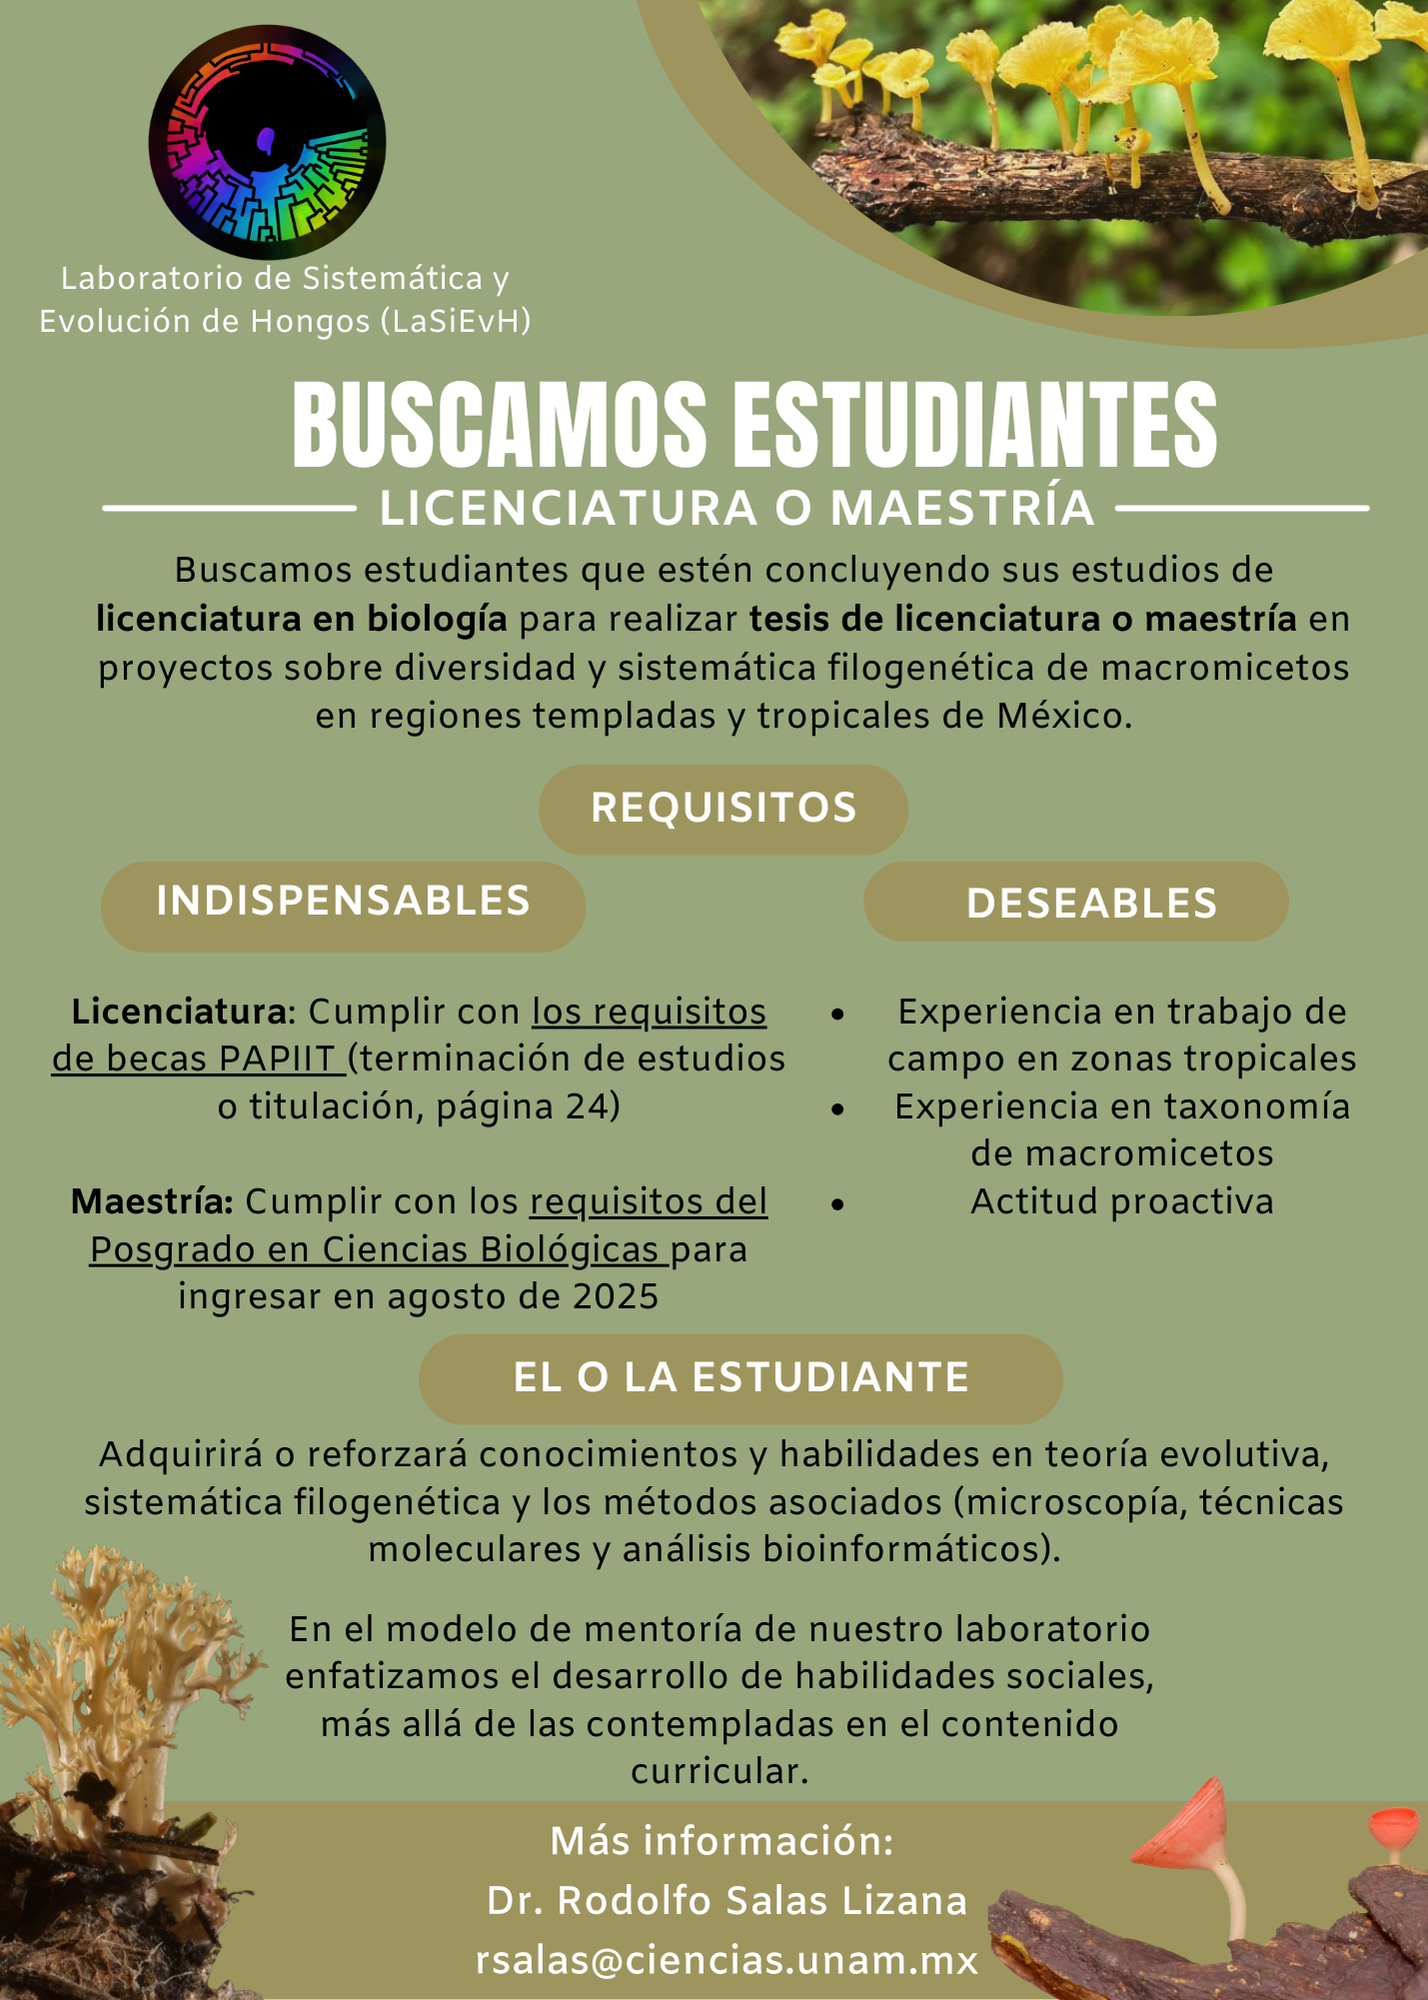 Laboratorio de Sistemática y
Evolución de Hongos (LaSiEvH)
BUSCAMOS ESTUDIANTES
LICENCIATURA O MAESTRÍA
Buscamos estudiantes que estén concluyendo sus estudios de
licenciatura en biología para realizar tesis de licenciatura o maestría en
proyectos sobre diversidad y sistemática filogenética de macromicetos
en regiones templadas y tropicales de México.
REQUISITOS
INDISPENSABLES
Licenciatura: Cumplir con los requisitos
de becas PAPIIT (terminación de estudios
o titulación, página 24)
Maestría: Cumplir con los requisitos del
Posgrado en Ciencias Biológicas para
ingresar en agosto de 2025
DESEABLES
• Experiencia en trabajo de
campo en zonas tropicales
• Experiencia en taxonomía
de macromicetos
• Actitud proactiva
EL O LA ESTUDIANTE
Adquirirá o reforzará conocimientos y habilidades en teoría evolutiva,
sistemática filogenética y los métodos asociados (microscopía, técnicas
moleculares y análisis bioinformáticos).
En el modelo de mentoría de nuestro laboratorio
enfatizamos el desarrollo de habilidades sociales,
más allá de las contempladas en el contenido
curricular.
Más información:
Dr. Rodolfo Salas Lizana
rsalas@ciencias.unam.mx